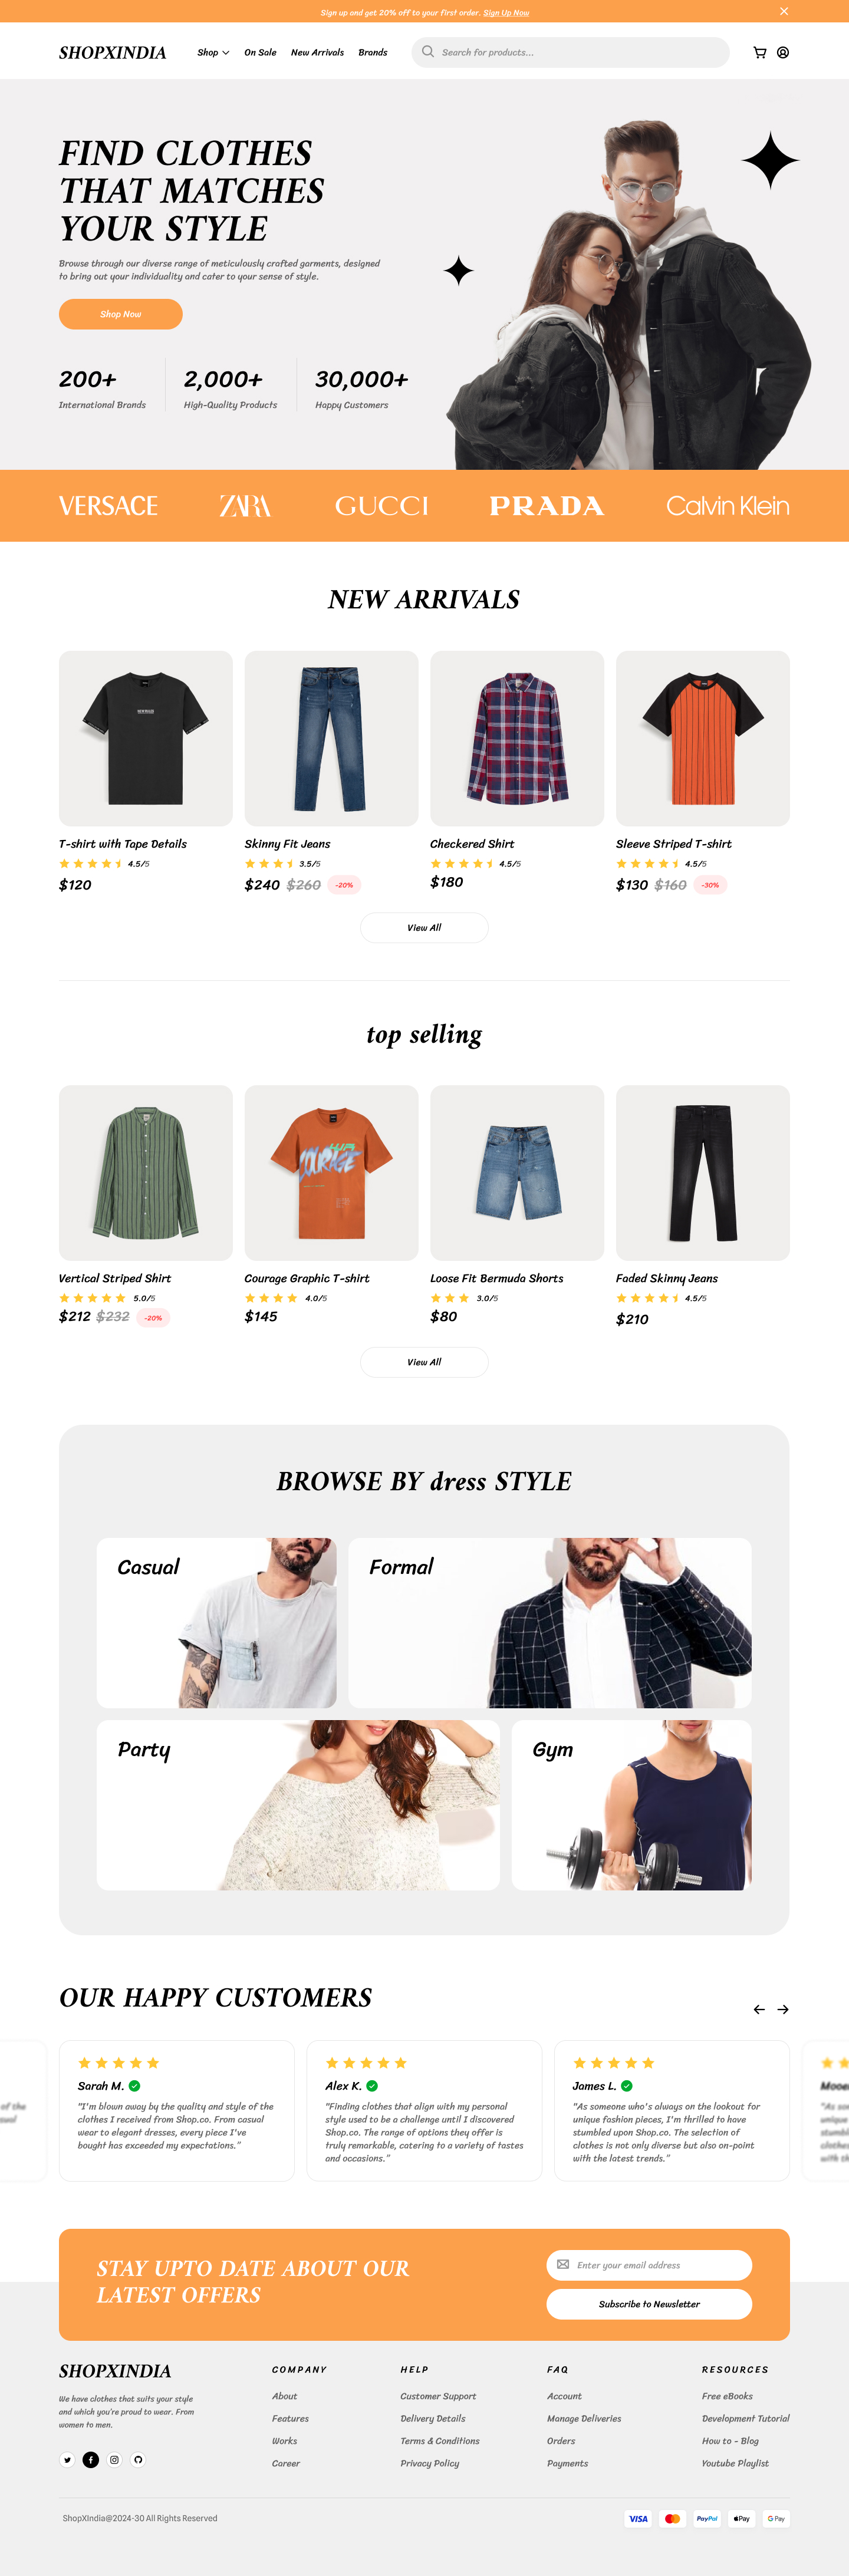 Sign up and get 20% off to your first order. Sign Up Now
SHOPXINDIA
Shop
On Sale
New Arrivals
Brands
Search for products...
FIND CLOTHES
THAT MATCHES
YOUR STYLE
Browse through our diverse range of meticulously crafted garments, designed
to bring out your individuality and cater to your sense of style.
Shop Now
200+
International Brands
2,000+
High-Quality Products
30,000+
Happy Customers
VERSACE
ZARA
GUCCI
PRADA
Calvin Klein
NEW ARRIVALS
T-shirt with Tape Details
4.5/5
$120
Skinny Fit Jeans
3.5/5
$240 $260 -20%
Checkered Shirt
4.5/5
$180
Sleeve Striped T-shirt
4.5/5
$130 $160 -30%
View All
top selling
COURAGE
Vertical Striped Shirt
5.0/5
$212 $232 -20%
Courage Graphic T-shirt
4.0/5
$145
Loose Fit Bermuda Shorts
3.0/5
$80
Faded Skinny Jeans
4.5/5
$210
View All
BROWSE BY dress STYLE
Casual
Formal
Party
Gym
OUR HAPPY CUSTOMERS
of the
Sarah M.
"I'm blown away by the quality and style of the
clothes I received from Shop.co. From casual
wear to elegant dresses, every piece I've
bought has exceeded my expectations."
Alex K.
"Finding clothes that align with my personal
style used to be a challenge until I discovered
Shop.co. The range of options they offer is
truly remarkable, catering to a variety of tastes
and occasions."
James L.
"As someone who's always on the lookout for
unique fashion pieces, I'm thrilled to have
stumbled upon Shop.co. The selection of
clothes is not only diverse but also on-point
with the latest trends."
STAY UPTO DATE ABOUT OUR
LATEST OFFERS
Enter your email address
Subscribe to Newsletter
SHOPXINDIA
We have clothes that suits your style
and which you're proud to wear. From
women to men.
COMPANY
About
Features
Works
Career
HELP
Customer Support
Delivery Details
Terms & Conditions
Privacy Policy
FAQ
Account
Manage Deliveries
Orders
Payments
RESOURCES
Free eBooks
Development Tutorial
How to - Blog
Youtube Playlist
ShopXIndia@2024-30 All Rights Reserved
VISA
PayPal
Pay
G Pay